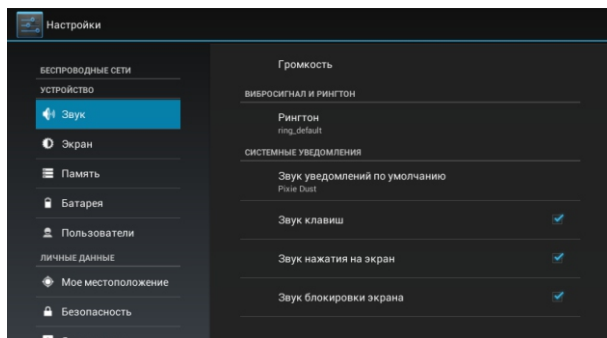 Настройки
БЕСПРОВОДНЫЕ СЕТИ
УСТРОЙСТВО
Звук
Экран
Память
Батарея
Пользователи
ЛИЧНЫЕ ДАННЫЕ
Мое местоположение
Безопасность
Громкость
ВИБРОСИГНАЛ И РИНГТОН
Рингтон
ring_default
СИСТЕМНЫЕ УВЕДОМЛЕНИЯ
Звук уведомлений по умолчанию
Pixie Dust
Звук клавиш
Звук нажатия на экран
Звук блокировки экрана